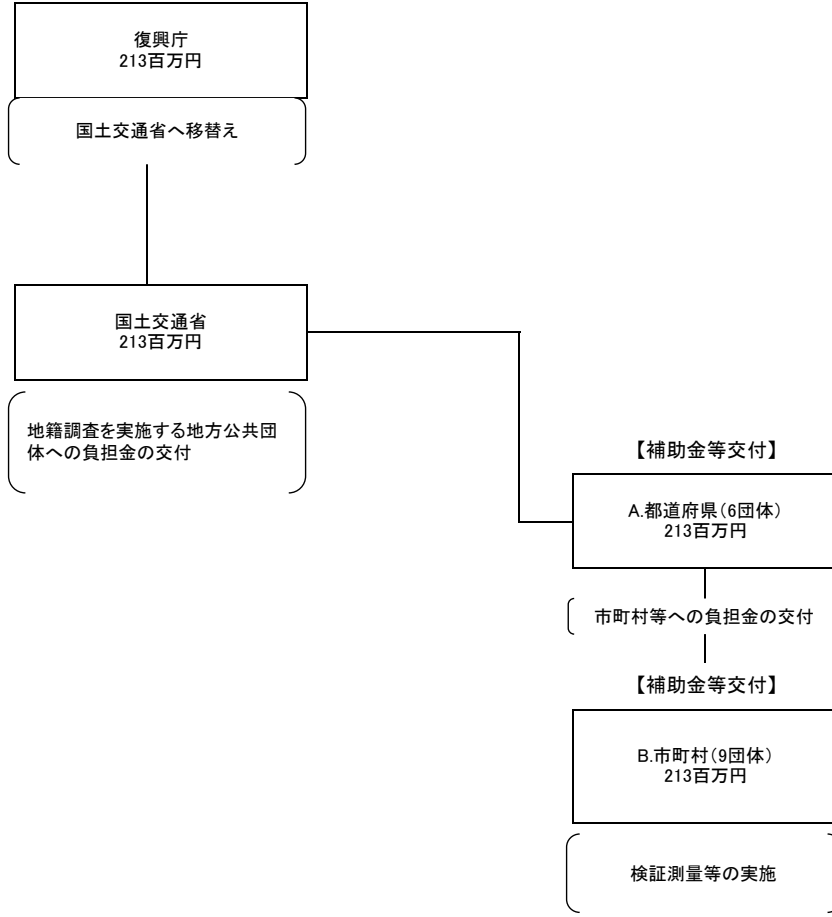 復興庁
213百万円
国土交通省へ移替え
国土交通省
213百万円
地籍調査を実施する地方公共団
体への負担金の交付
【補助金等交付】
A.都道府県(6団体)
213百万円
市町村等への負担金の交付
【補助金等交付】
B.市町村(9団体)
213百万円
検証測量等の実施